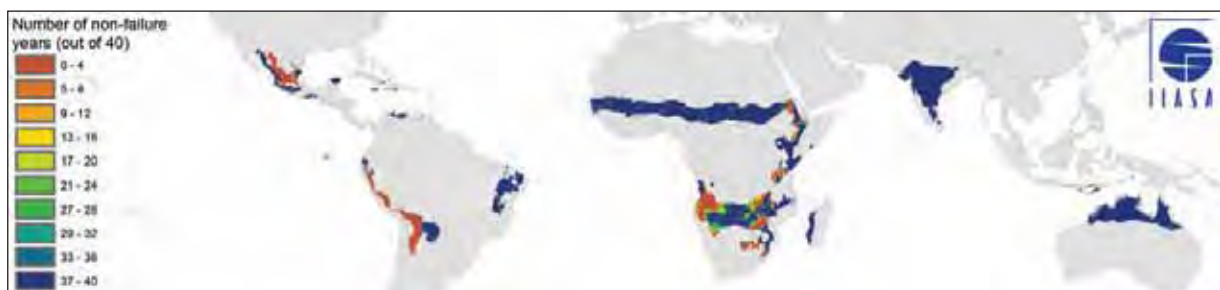 Number of non-failure
years (out of 40)
0 - 4
5 - 8
9 - 12
13 - 16
17 - 20
21 - 24
27 - 28
29 - 32
33 - 36
37 - 40
IIASA